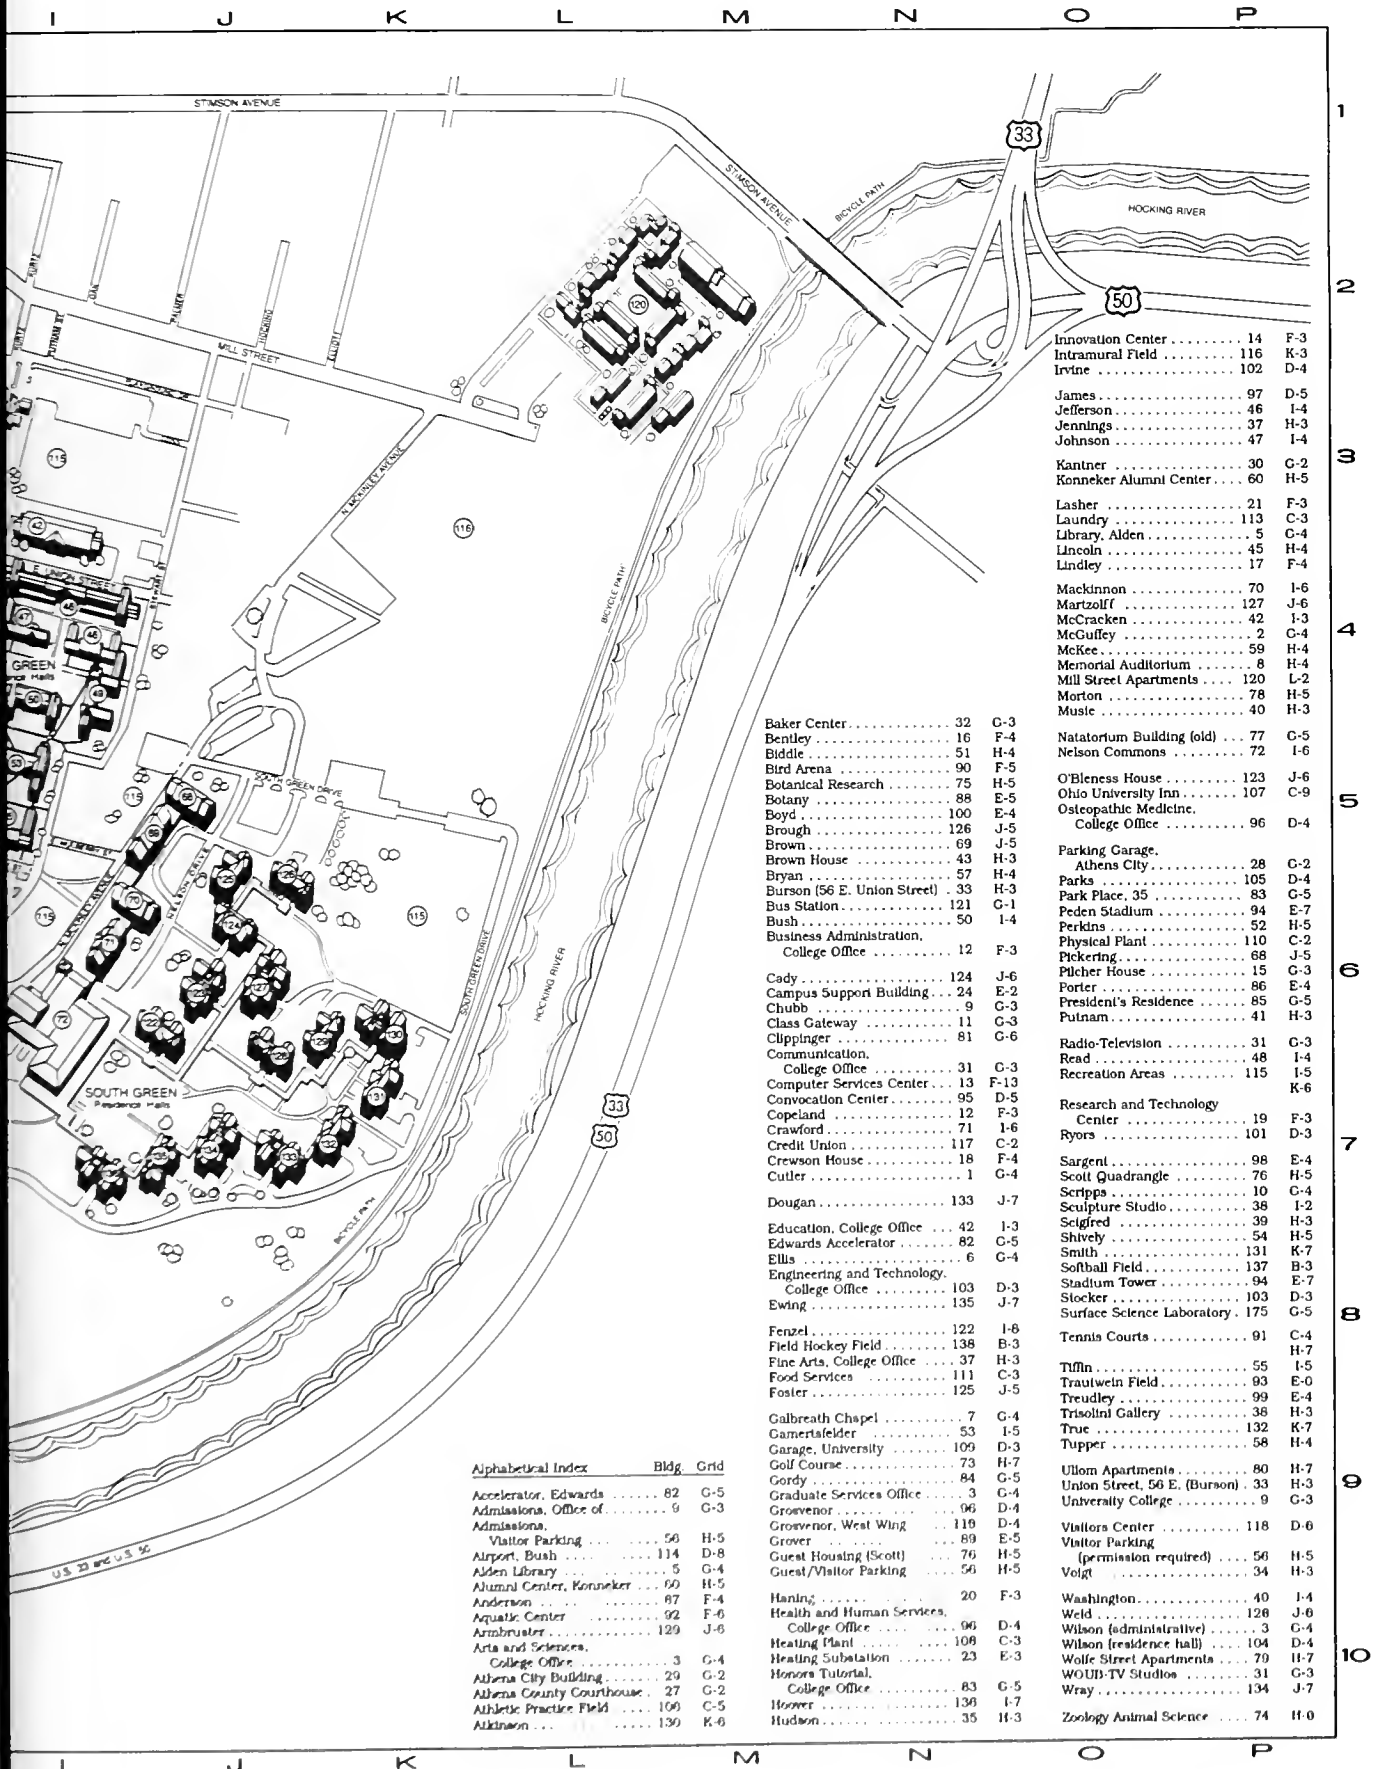 I J K L M N O P
1
2
3
4
5
6
7
8
9
10
STIMSON AVENUE
STIMSON AVENUE
BICYCLE PATH
33
HOCKING RIVER
50
KURTZ
OAK
PALMER
HOCKING
ELLIOT
KURTZ
PUTNAM ST.
MILL STREET
120
115
N. MCKINLEY AVENUE
116
42
E. UNION STREET
STEWART ST.
BICYCLE PATH
47
46
GREEN
50
49
53
115
68
SOUTH GREEN DRIVE
69
NELSON DRIVE
125
126
70
115
124
115
71
123
127
72
122
128
129
130
131
SOUTH GREEN
Residence Halls
SOUTH GREEN DRIVE
HOCKING RIVER
33
50
135
134
133
132
BICYCLE PATH
U.S. 33 and U.S. 50
Alphabetical Index Bldg. Grid
Accelerator, Edwards ...... 82 G-5
Admissions, Office of ....... 9 G-3
Admissions,
Visitor Parking ........ 56 H-5
Airport, Bush ......... 114 D-8
Alden Library ............ 5 G-4
Alumni Center, Konneker ... 60 H-5
Anderson .............. 87 F-4
Aquatic Center ......... 92 F-6
Armbruster ............. 129 J-6
Arts and Sciences,
College Office ........... 3 G-4
Athens City Building ....... 29 G-2
Athens County Courthouse . 27 G-2
Athletic Practice Field ..... 106 C-5
Atkinson ............. 130 K-6
Baker Center ............. 32 G-3
Bentley .................. 16 F-4
Biddle ................... 51 H-4
Bird Arena ............... 90 F-5
Botanical Research ........ 75 H-5
Botany ................... 88 E-5
Boyd ..................... 100 E-4
Brough ................... 126 J-5
Brown .................... 69 J-5
Brown House .............. 43 H-3
Bryan .................... 57 H-4
Burson (56 E. Union Street) . 33 H-3
Bus Station .............. 121 G-1
Bush ..................... 50 I-4
Business Administration,
College Office ........... 12 F-3
Cady ..................... 124 J-6
Campus Support Building ... 24 E-2
Chubb .................... 9 G-3
Class Gateway ............ 11 G-3
Clippinger ............... 81 G-6
Communication,
College Office ........... 31 G-3
Computer Services Center ... 13 F-13
Convocation Center ........ 95 D-5
Copeland ................. 12 F-3
Crawford ................. 71 I-6
Credit Union ............. 117 C-2
Crewson House ............ 18 F-4
Cutler ................... 1 G-4
Dougan ................... 133 J-7
Education, College Office ... 42 I-3
Edwards Accelerator ....... 82 G-5
Ellis .................... 6 G-4
Engineering and Technology,
College Office ........... 103 D-3
Ewing .................... 135 J-7
Fenzel ................... 122 I-6
Field Hockey Field ........ 138 B-3
Fine Arts, College Office .... 37 H-3
Food Services ............ 111 C-3
Foster ................... 125 J-5
Galbreath Chapel .......... 7 G-4
Gamertsfelder ............ 53 I-5
Garage, University ........ 109 D-3
Golf Course .............. 73 H-7
Gordy .................... 84 G-5
Graduate Services Office .... 3 G-4
Grosvenor ................ 96 D-4
Grosvenor, West Wing .. 119 D-4
Grover ................... 89 E-5
Guest Housing (Scott) ... 76 H-5
Guest/Visitor Parking .... 56 H-5
Haning ................... 20 F-3
Health and Human Services,
College Office .... 96 D-4
Heating Plant ...... 108 C-3
Heating Substation ....... 23 E-3
Honors Tutorial,
College Office ........... 83 G-5
Hoover ................... 136 I-7
Hudson ................... 35 H-3
Innovation Center ......... 14 F-3
Intramural Field ......... 116 K-3
Irvine ................... 102 D-4
James .................... 97 D-5
Jefferson ................ 46 I-4
Jennings ................. 37 H-3
Johnson .................. 47 I-4
Kantner .................. 30 G-2
Konneker Alumni Center .... 60 H-5
Lasher ................... 21 F-3
Laundry .................. 113 C-3
Library, Alden ........... 5 G-4
Lincoln .................. 45 H-4
Lindley .................. 17 F-4
Mackinnon ................ 70 I-6
Martzolff ................ 127 J-6
McCracken ................ 42 I-3
McGuffey ................. 2 G-4
McKee .................... 59 H-4
Memorial Auditorium ....... 8 H-4
Mill Street Apartments .... 120 L-2
Morton ................... 78 H-5
Music .................... 40 H-3
Natatorium Building (old) ... 77 G-5
Nelson Commons ........... 72 I-6
O'Bleness House .......... 123 J-6
Ohio University Inn ....... 107 C-9
Osteopathic Medicine,
College Office ........... 96 D-4
Parking Garage,
Athens City .............. 28 G-2
Parks .................... 105 D-4
Park Place, 35 ........... 83 G-5
Peden Stadium ............ 94 E-7
Perkins .................. 52 H-5
Physical Plant ........... 110 C-2
Pickering ................ 68 J-5
Pilcher House ............ 15 G-3
Porter ................... 86 E-4
President's Residence ...... 85 G-5
Putnam ................... 41 H-3
Radio-Television ......... 31 G-3
Read ..................... 48 I-4
Recreation Areas ......... 115 I-5
K-6
Research and Technology
Center ................... 19 F-3
Ryors .................... 101 D-3
Sargent .................. 98 E-4
Scott Quadrangle ......... 76 H-5
Scripps .................. 10 G-4
Sculpture Studio ......... 38 I-2
Seigfred ................. 39 H-3
Shively .................. 54 H-5
Smith .................... 131 K-7
Softball Field ........... 137 B-3
Stadium Tower ............ 94 E-7
Stocker .................. 103 D-3
Surface Science Laboratory . 175 G-5
Tennis Courts ............ 91 C-4
H-7
Tiffin ................... 55 I-5
Trautwein Field .......... 93 E-6
Treudley ................. 99 E-4
Trisolini Gallery ........ 38 H-3
True ..................... 132 K-7
Tupper ................... 58 H-4
Ullom Apartments ......... 80 H-7
Union Street, 56 E. (Burson) . 33 H-3
University College ....... 9 G-3
Visitors Center .......... 118 D-6
Visitor Parking
(permission required) .... 56 H-5
Voigt .................... 34 H-3
Washington ............... 40 I-4
Weld ..................... 128 J-6
Wilson (administrative) .... 3 G-4
Wilson (residence hall) .... 104 D-4
Wolfe Street Apartments .... 79 H-7
WOUB-TV Studios .......... 31 G-3
Wray ..................... 134 J-7
Zoology Animal Science .... 74 H-6
I J K L M N O P